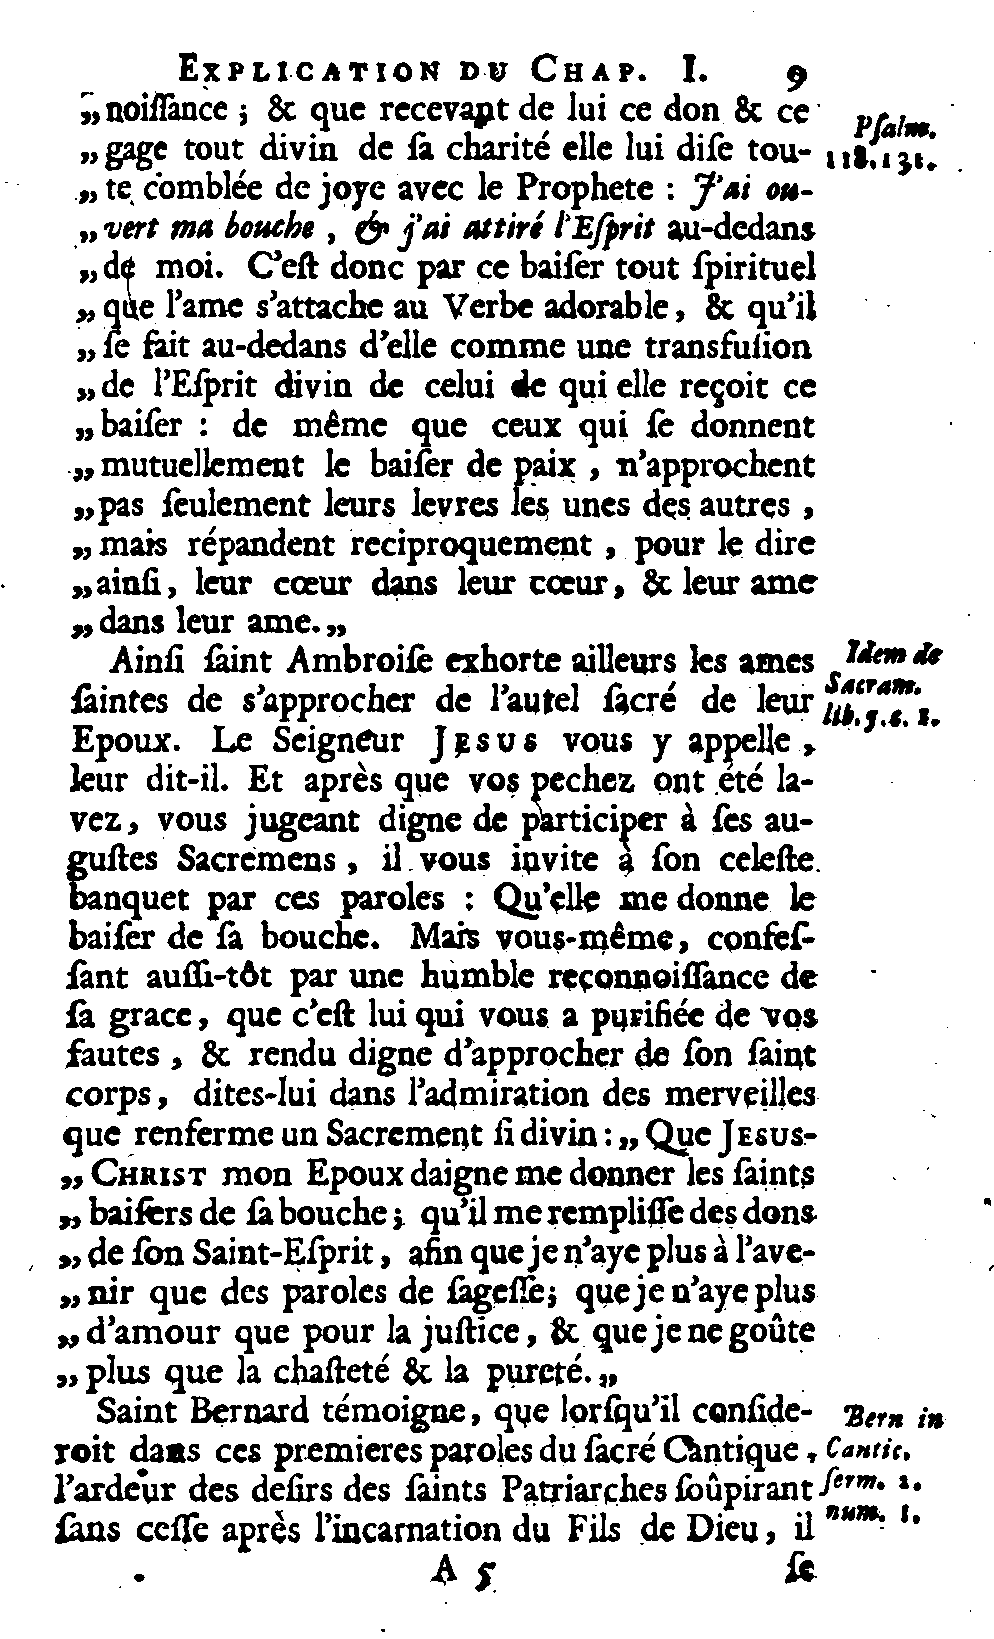 EXPLICATION DU CHAP. I. 9
„noiſſance ; & que recevant de lui ce don & ce
„gage tout divin de ſa charité elle lui diſe tou-
„te comblée de joye avec le Prophete : J'ai ou-
„vert ma bouche , & j'ai attiré l'Eſprit au-dedans
„de moi. C'eſt donc par ce baiſer tout ſpirituel
„que l'ame s'attache au Verbe adorable, & qu'il
„ſe fait au-dedans d'elle comme une transfuſion
„de l'Eſprit divin de celui de qui elle reçoit ce
„baiſer : de même que ceux qui ſe donnent
„mutuellement le baiſer de paix , n'approchent
„pas ſeulement leurs levres les unes des autres ,
„mais répandent reciproquement , pour le dire
„ainſi, leur cœur dans leur cœur, & leur ame
„dans leur ame.„
Ainſi ſaint Ambroiſe exhorte ailleurs les ames
ſaintes de s'approcher de l'autel ſacré de leur
Epoux. Le Seigneur JESUS vous y appelle ,
leur dit-il. Et après que vos pechez ont été la-
vez, vous jugeant digne de participer à ſes au-
guſtes Sacremens , il vous invite à ſon celeſte
banquet par ces paroles : Qu'elle me donne le
baiſer de ſa bouche. Mais vous-même, confeſ-
ſant auſſi-tôt par une humble reconnoiſſance de
ſa grace, que c'eſt lui qui vous a purifiée de vos
fautes , & rendu digne d'approcher de ſon ſaint
corps, dites-lui dans l'admiration des merveilles
que renferme un Sacrement ſi divin : „ Que JESUS-
„CHRIST mon Epoux daigne me donner les ſaints
„baiſers de ſa bouche; qu'il me rempliſſe des dons
„de ſon Saint-Eſprit, afin que je n'aye plus à l'ave-
„nir que des paroles de ſageſſe; que je n'aye plus
„d'amour que pour la juſtice, & que je ne goûte
„plus que la chaſteté & la pureté.„
Saint Bernard témoigne, que lorſqu'il conſide-
roit dans ces premieres paroles du ſacré Cantique,
l'ardeur des deſirs des ſaints Patriarches ſoûpirant
ſans ceſſe après l'incarnation du Fils de Dieu, il
A 5 ſe
Pſalm.
118. 131.
Idem de
Sacram.
lib. 5. c. 2.
Bern in
Cantic.
ſerm. 2.
num. 1.